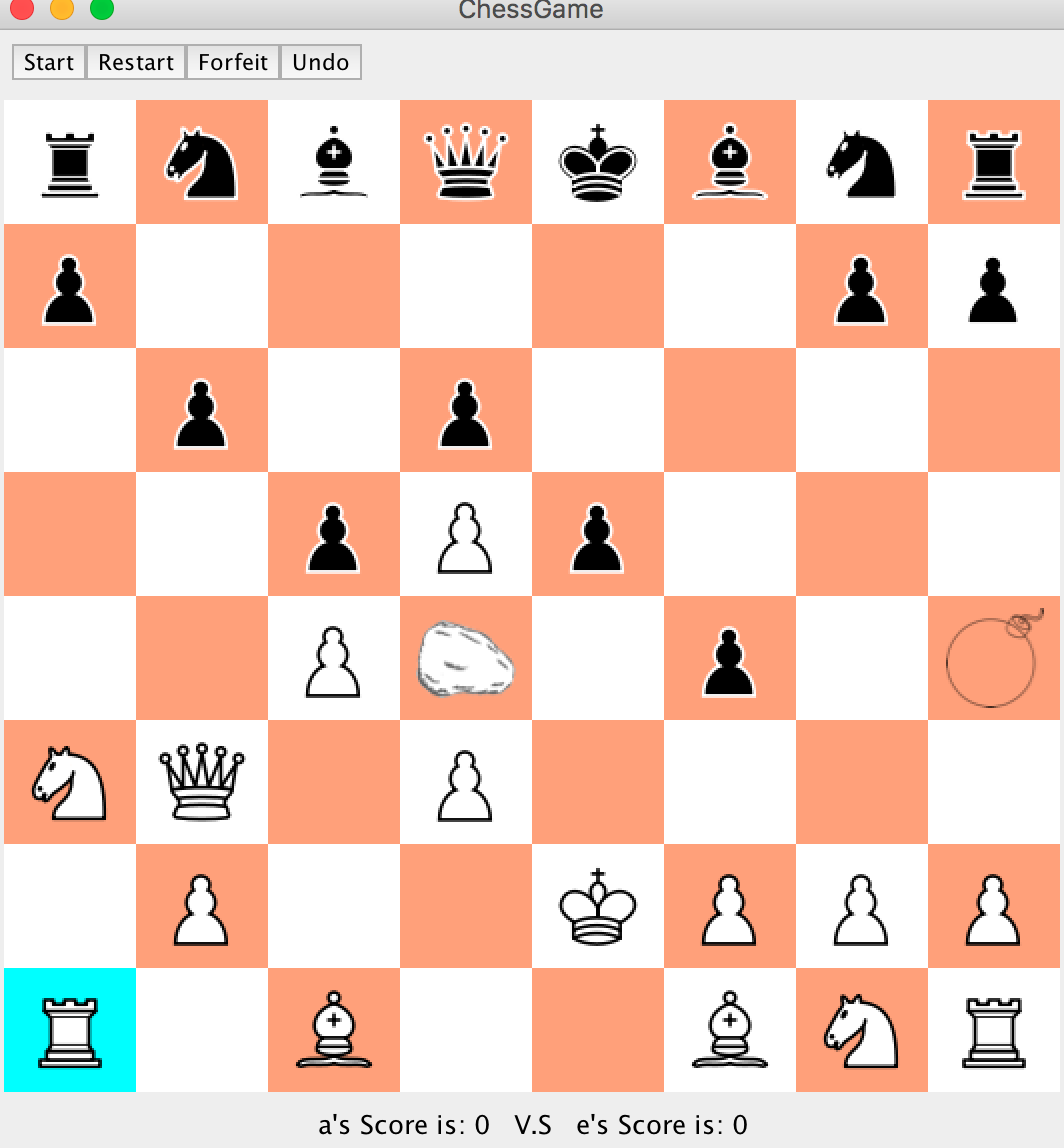 ChessGame
Start Restart Forfeit Undo
a's Score is: 0 V.S e's Score is: 0